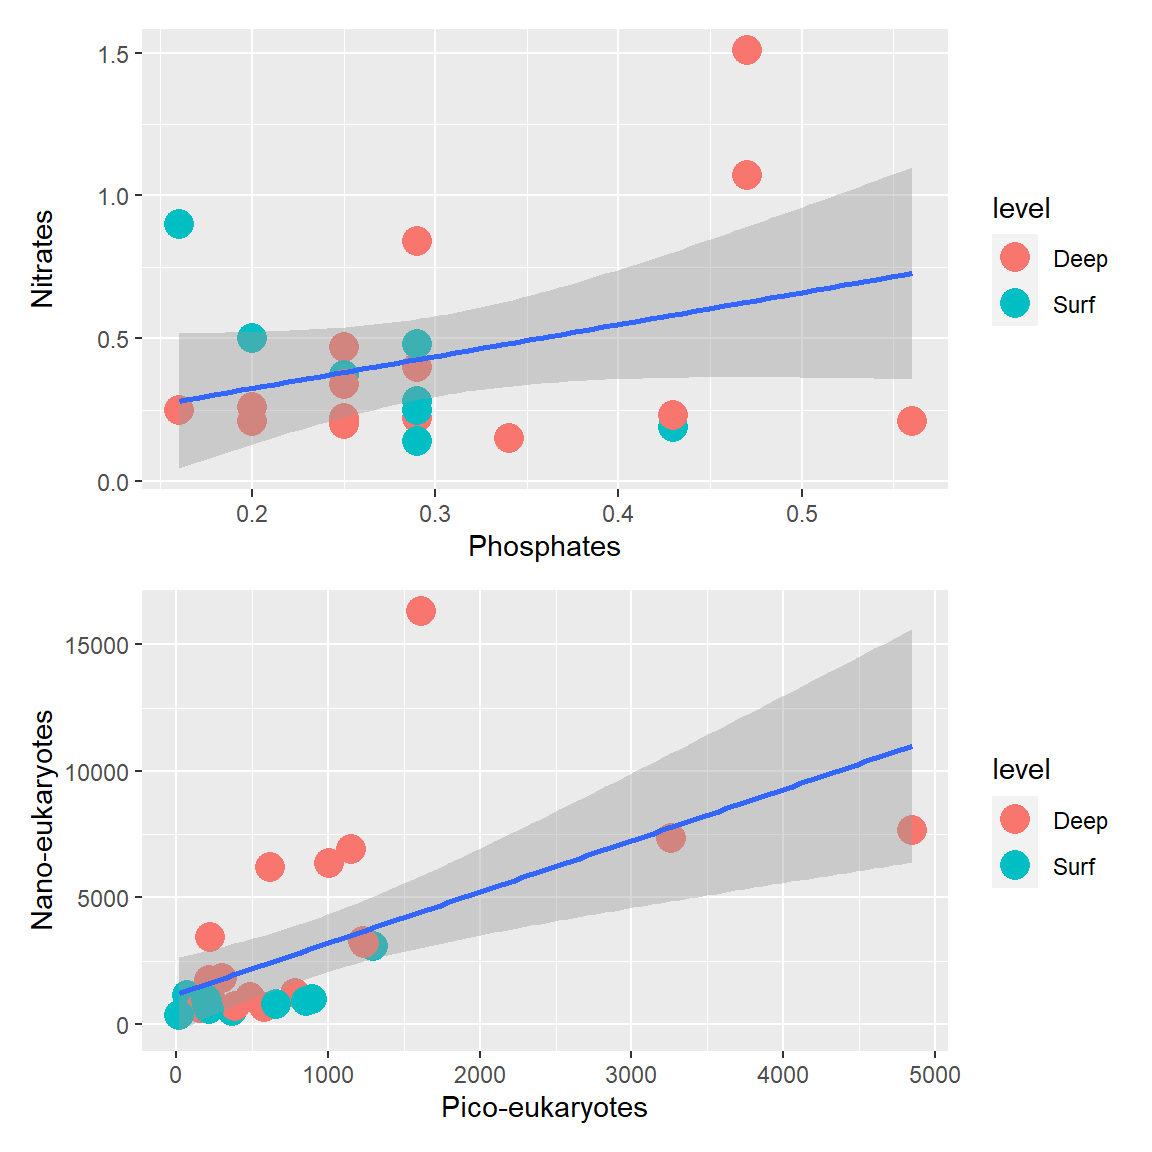 1.5
1.0
0.5
0.0
Nitrates
0.2 0.3 0.4 0.5
Phosphates
level
Deep
Surf
15000
10000
5000
0
Nano-eukaryotes
0 1000 2000 3000 4000 5000
Pico-eukaryotes
level
Deep
Surf